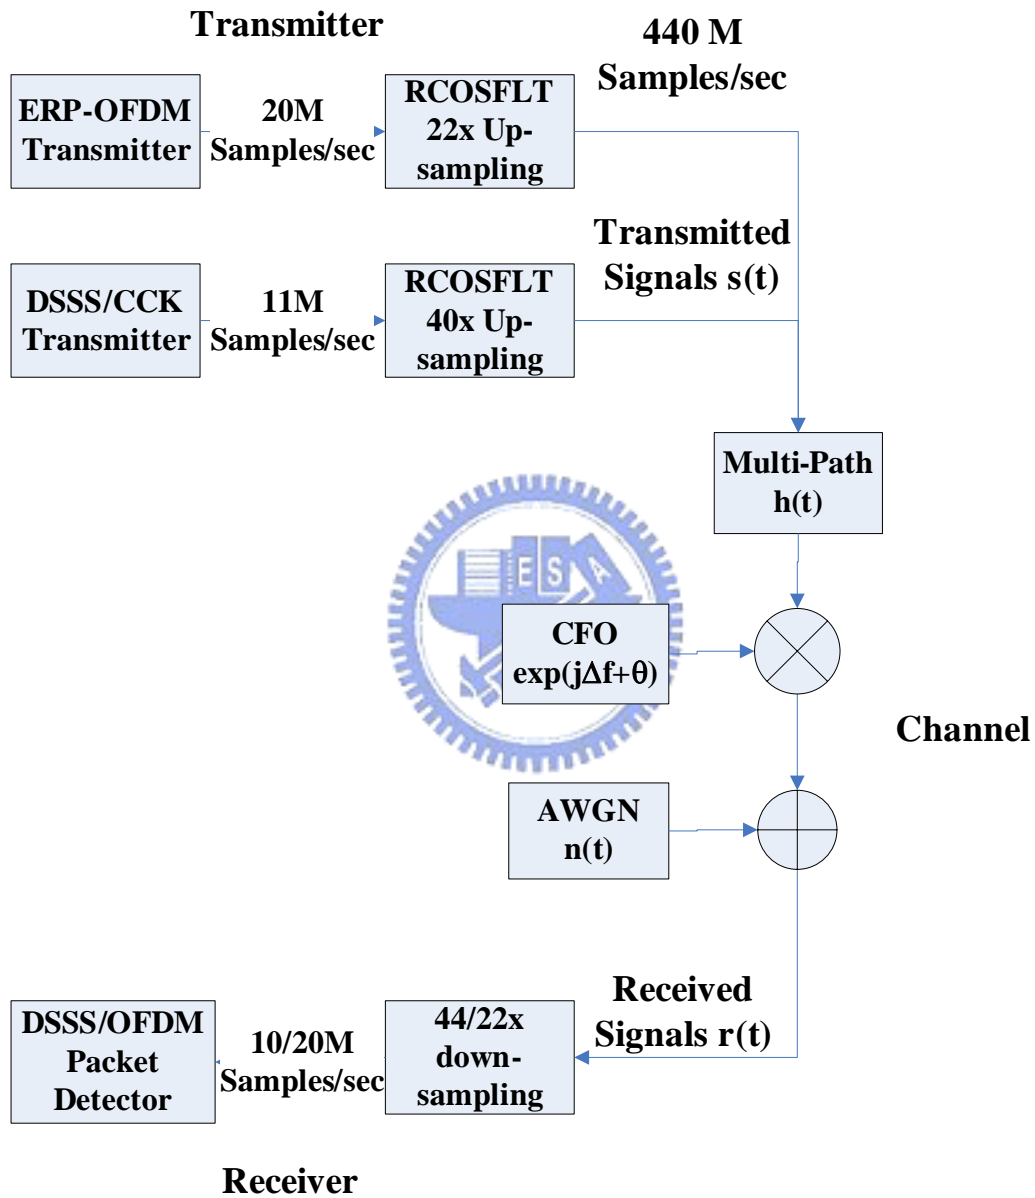 Transmitter
440 M
Samples/sec
ERP-OFDM
Transmitter
20M
Samples/sec
RCOSFLT
22x Up-
sampling
DSSS/CCK
Transmitter
11M
Samples/sec
RCOSFLT
40x Up-
sampling
Transmitted
Signals s(t)
Multi-Path
h(t)
E S A
CFO
exp(jΔf+θ)
Channel
AWGN
n(t)
Received
Signals r(t)
44/22x
down-
sampling
10/20M
Samples/sec
DSSS/OFDM
Packet
Detector
Receiver